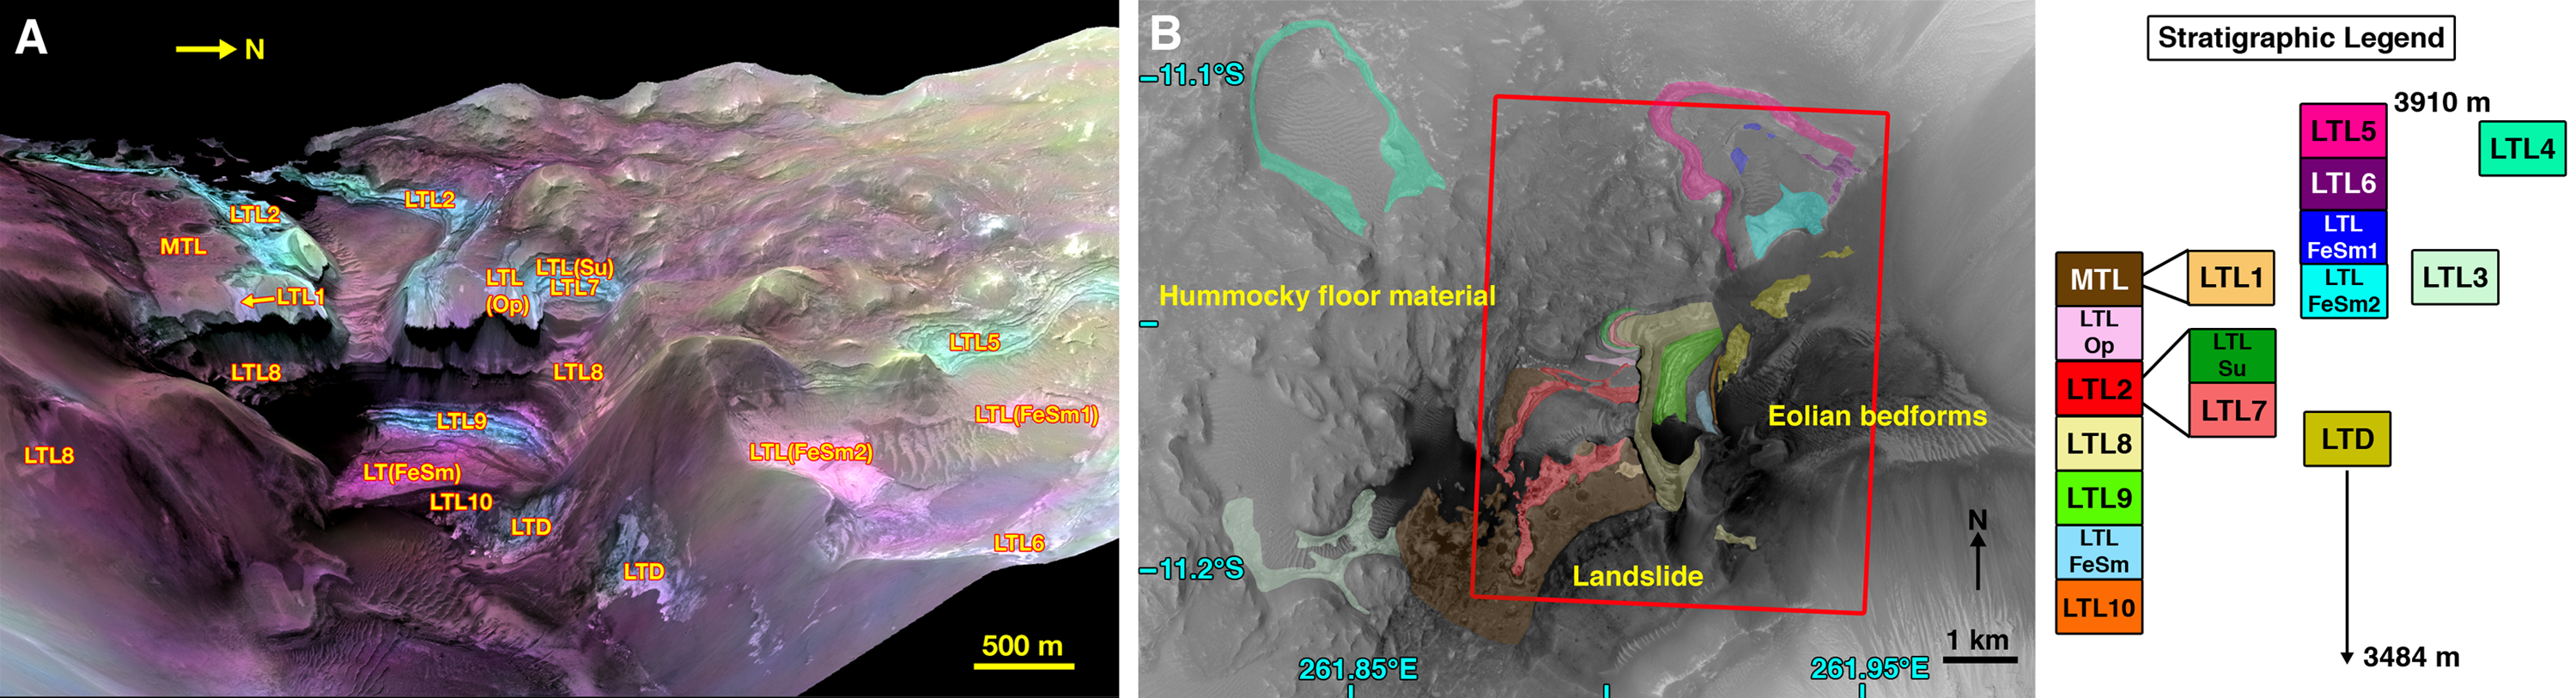 A
N
LTL2
LTL2
MTL
LTL(Su)
LTL
(Op)
LTL7
LTL1
LTL5
LTL8
LTL8
LTL(FeSm1)
LTL9
LTL8
LTL(FeSm2)
LT(FeSm)
LTL10
LTD
LTL6
LTD
500 m
B
–11.1°S
Hummocky floor material
Eolian bedforms
N
–11.2°S
Landslide
1 km
261.85°E
261.95°E
Stratigraphic Legend
3910 m
LTL5
LTL4
LTL6
LTL
FeSm1
MTL
LTL1
LTL
FeSm2
LTL3
LTL
Op
LTL
Su
LTL2
LTL7
LTL8
LTD
LTL9
LTL
FeSm
LTL10
3484 m